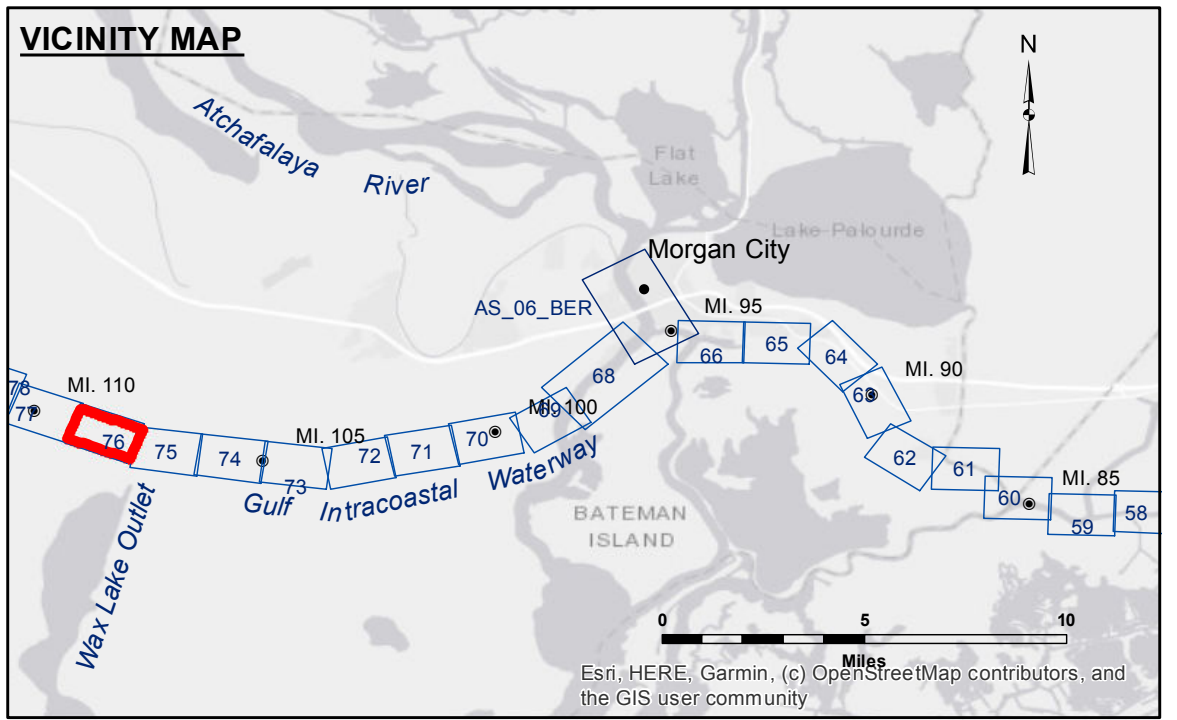 VICINITY MAP
N
Atchafalaya
River
Flat
Lake
Lake Palourde
Morgan City
AS_06_BER
MI. 95
66
65
64
MI. 90
63
68
MI. 110
78
77
76
75
74
MI. 105
73
72
71
70
69
MI. 100
62
61
60
MI. 85
59
58
Gulf Intracoastal Waterway
Wax Lake Outlet
BATEMAN
ISLAND
0 5 10
Miles
Esri, HERE, Garmin, (c) OpenStreetMap contributors, and
the GIS user community